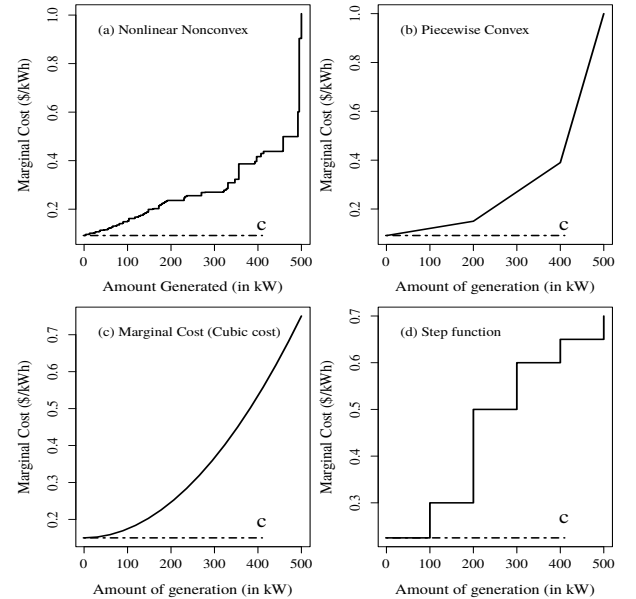 (a) Nonlinear Nonconvex
Marginal Cost ($/kWh)
0.2 0.4 0.6 0.8 1.0
c
0 100 200 300 400 500
Amount Generated (in kW)
(b) Piecewise Convex
Marginal Cost ($/kWh)
0.2 0.4 0.6 0.8 1.0
c
0 100 200 300 400 500
Amount of generation (in kW)
(c) Marginal Cost (Cubic cost)
Marginal Cost ($/kWh)
0.2 0.3 0.4 0.5 0.6 0.7
c
0 100 200 300 400 500
Amount of generation (in kW)
(d) Step function
Marginal Cost ($/kWh)
0.3 0.4 0.5 0.6 0.7
c
0 100 200 300 400 500
Amount of generation (in kW)